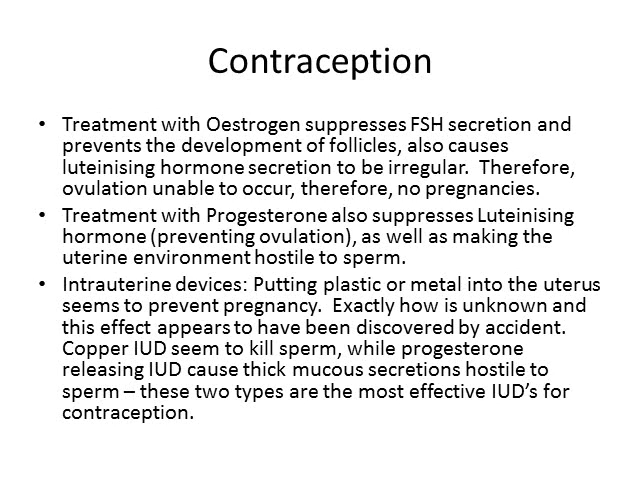 Contraception
• Treatment with Oestrogen suppresses FSH secretion and
prevents the development of follicles, also causes
luteinising hormone secretion to be irregular.  Therefore,
ovulation unable to occur, therefore, no pregnancies.
• Treatment with Progesterone also suppresses Luteinising
hormone (preventing ovulation), as well as making the
uterine environment hostile to sperm.
• Intrauterine devices: Putting plastic or metal into the uterus
seems to prevent pregnancy.  Exactly how is unknown and
this effect appears to have been discovered by accident.
Copper IUD seem to kill sperm, while progesterone
releasing IUD cause thick mucous secretions hostile to
sperm – these two types are the most effective IUD’s for
contraception.